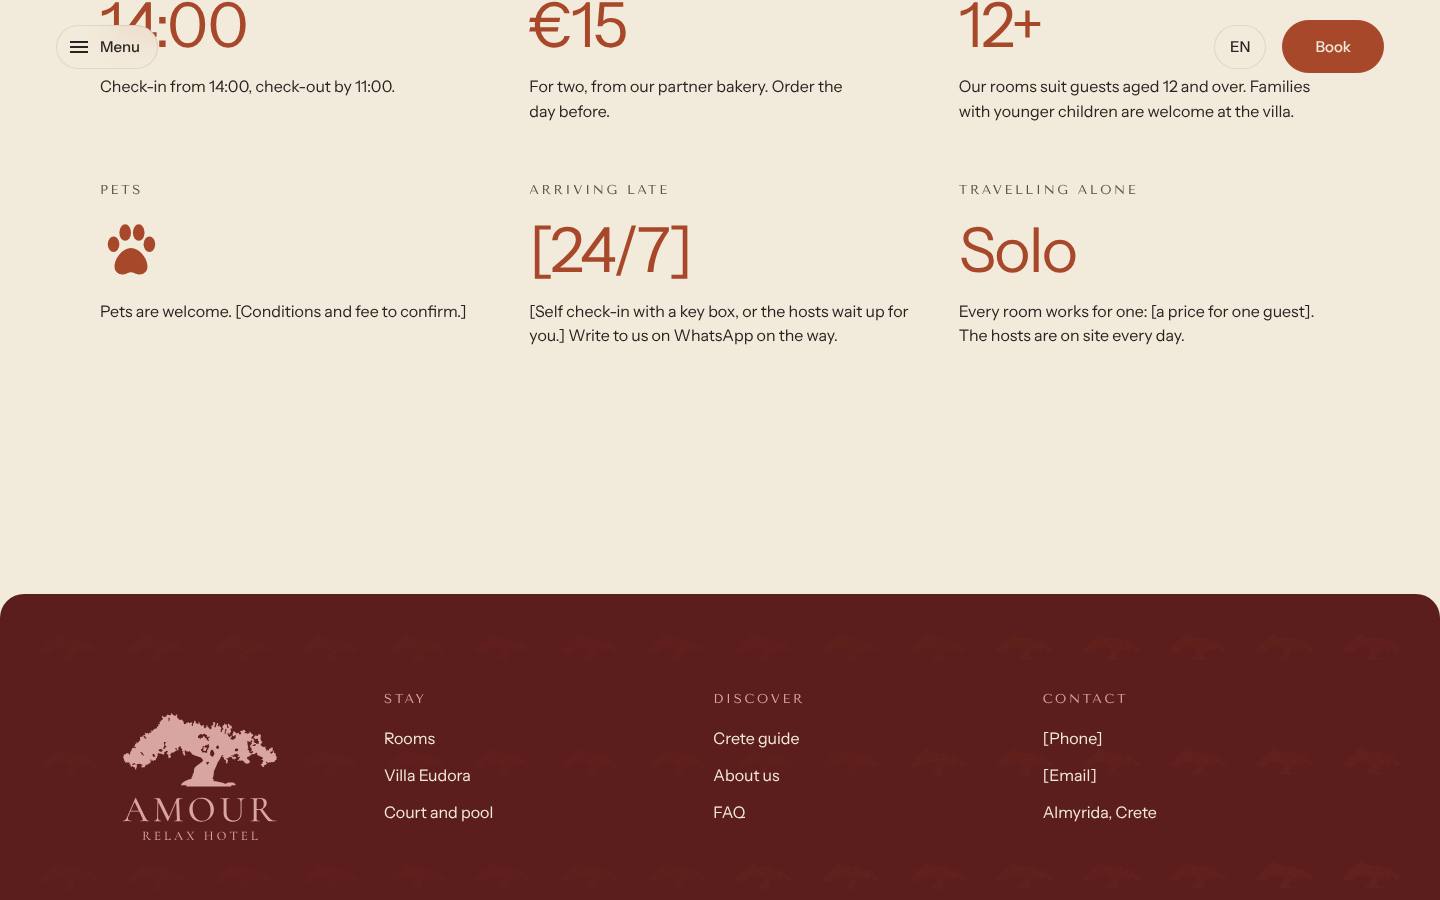 14:00
€15
12+
Menu
EN
Book
Check-in from 14:00, check-out by 11:00.
For two, from our partner bakery. Order the
day before.
Our rooms suit guests aged 12 and over. Families
with younger children are welcome at the villa.
PETS
ARRIVING LATE
TRAVELLING ALONE
[24/7]
Solo
Pets are welcome. [Conditions and fee to confirm.]
[Self check-in with a key box, or the hosts wait up for
you.] Write to us on WhatsApp on the way.
Every room works for one: [a price for one guest].
The hosts are on site every day.
STAY
DISCOVER
CONTACT
Rooms
Crete guide
[Phone]
Villa Eudora
About us
[Email]
Court and pool
FAQ
Almyrida, Crete
AMOUR
RELAX HOTEL